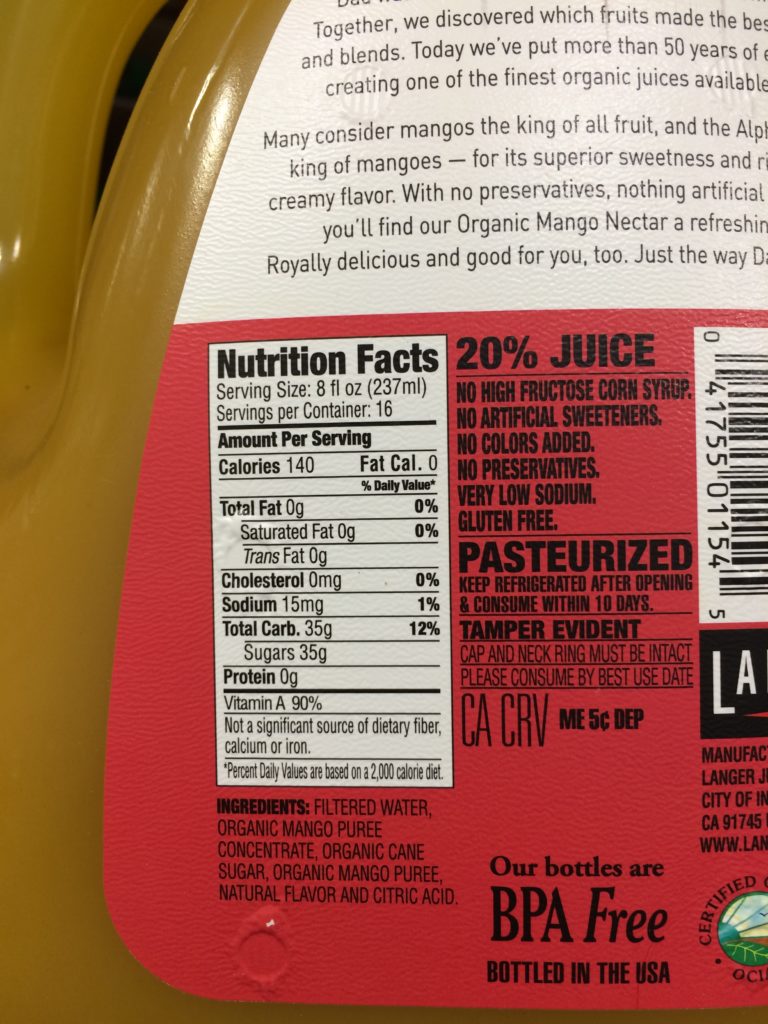 Together, we discovered which fruits made the
and blends. Today we've put more than 50 years of
creating one of the finest organic juices available
Many consider mangos the king of all fruit, and the
king of mangoes — for its superior sweetness and
creamy flavor. With no preservatives, nothing artificial
you'll find our Organic Mango Nectar a
Royally delicious and good for you, too. Just the way
Nutrition Facts
Serving Size: 8 fl oz (237ml)
Servings per Container: 16
Amount Per Serving
Calories 140 Fat Cal. 0
% Daily Value*
Total Fat 0g 0%
Saturated Fat 0g 0%
Trans Fat 0g
Cholesterol 0mg 0%
Sodium 15mg 1%
Total Carb. 35g 12%
Sugars 35g
Protein 0g
Vitamin A 90%
Not a significant source of dietary fiber,
calcium or iron.
*Percent Daily Values are based on a 2,000 calorie diet.
INGREDIENTS: FILTERED WATER,
ORGANIC MANGO PUREE
CONCENTRATE, ORGANIC CANE
SUGAR, ORGANIC MANGO PUREE,
NATURAL FLAVOR AND CITRIC ACID.
20% JUICE
NO HIGH FRUCTOSE CORN SYRUP.
NO ARTIFICIAL SWEETENERS.
NO COLORS ADDED.
NO PRESERVATIVES.
VERY LOW SODIUM.
GLUTEN FREE.
PASTEURIZED
KEEP REFRIGERATED AFTER OPENING
& CONSUME WITHIN 10 DAYS.
TAMPER EVIDENT
CAP AND NECK RING MUST BE INTACT
PLEASE CONSUME BY BEST USE DATE
CA CRV ME 5¢ DEP
Our bottles are
BPA Free
BOTTLED IN THE USA
0 41755 01154 5
LANGER
CITY OF
CA 91745
CERTIFIED